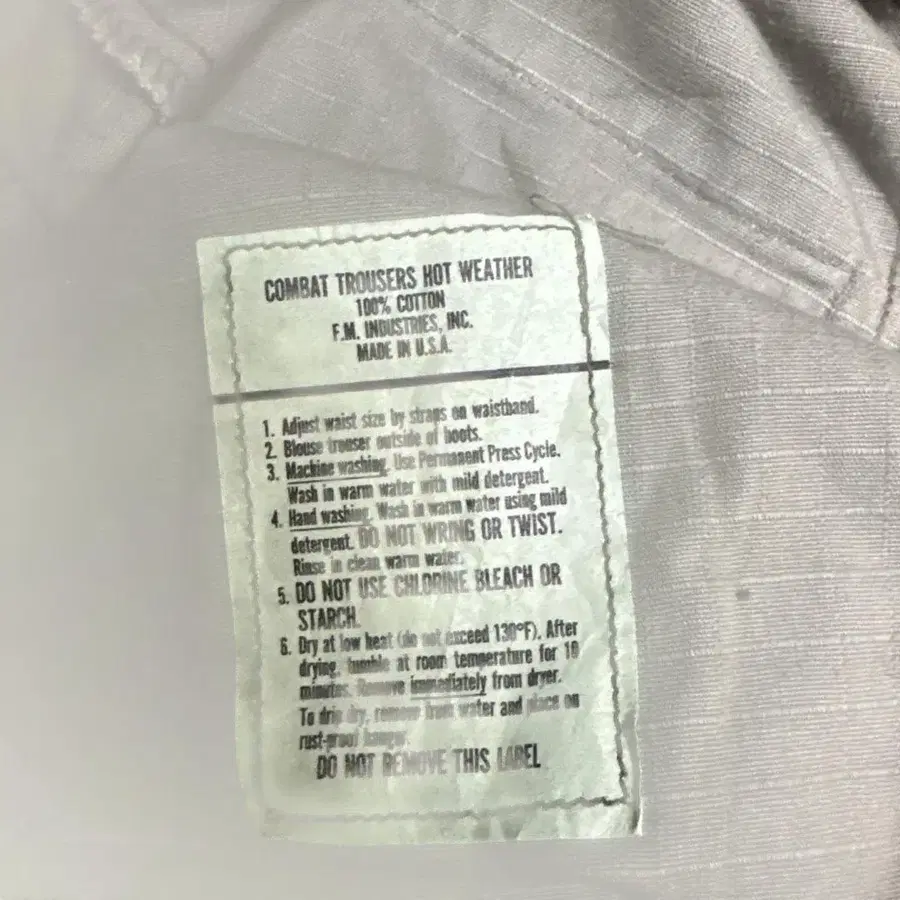 COMBAT TROUSERS HOT WEATHER
100% COTTON
F.M. INDUSTRIES, INC.
MADE IN U.S.A.
1. Adjust waist size by straps on waistband.
2. Blouse trouser outside of boots.
3. Machine washing. Use Permanent Press Cycle.
Wash in warm water with mild detergent.
4. Hand washing. Wash in warm water using mild
detergent. DO NOT WRING OR TWIST.
Rinse in clean warm water.
5. DO NOT USE CHLORINE BLEACH OR
STARCH.
6. Dry at low heat (do not exceed 130°F). After
drying, tumble at room temperature for 10
minutes. Remove immediately from dryer.
To drip dry, remove from water and place on
rust-proof hanger.
DO NOT REMOVE THIS LABEL